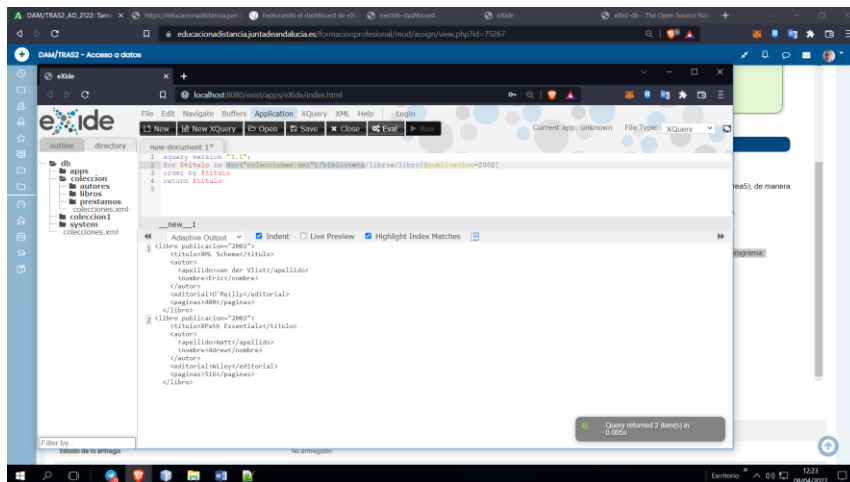 DAM/TRAS2_AD_2122: Tare
https://educacionadistancia.junt
Explorando el dashboard de eXi
existdb-dashboard
eXide
eXist-db - The Open Source Nat
educacionadistancia.juntadeandalucia.es/formacionprofesional/mod/assign/view.php?id=75267
DAM/TRAS2 - Acceso a datos
eXide
localhost:8080/exist/apps/eXide/index.html
eXide
File Edit Navigate Buffers Application XQuery XML Help Login
New New XQuery Open Save Close Eval Run
Current app: unknown File Type: XQuery
outline directory
new-document 1*
db
apps
coleccion
autores
libros
prestamos
colecciones.xml
coleccion1
system
colecciones.xml
1 xquery version "3.1";
2 for $titulo in doc("colecciones.xml")/biblioteca/libros/libro[@publicacion=2002]
3 order by $titulo
4 return $titulo
5
__new__1
Adaptive Output Indent Live Preview Highlight Index Matches
1 <libro publicacion="2002">
<titulo>XML Schema</titulo>
<autor>
<apellido>van der Vlist</apellido>
<nombre>Eric</nombre>
</autor>
<editorial>O'Reilly</editorial>
<paginas>400</paginas>
</libro>
2 <libro publicacion="2002">
<titulo>XPath Essentials</titulo>
<autor>
<apellido>Watt</apellido>
<nombre>Adrew</nombre>
</autor>
<editorial>Wiley</editorial>
<paginas>516</paginas>
</libro>
rea5); de manera
programa:
Query returned 2 item(s) in
0.005s
Filter by...
Estado de la entrega
No entregado
Escritorio
12:23
08/04/2022